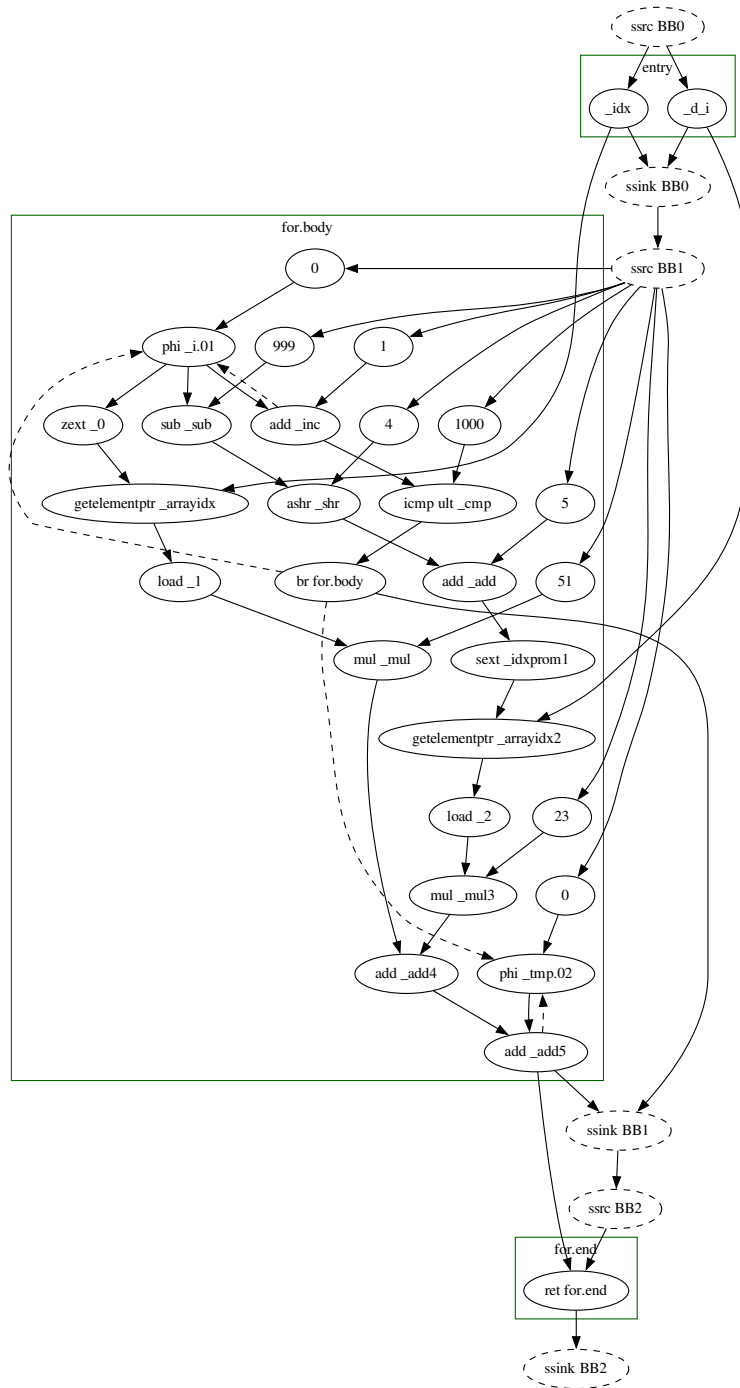 ssrc BB0
entry
_idx
_d_i
ssink BB0
for.body
0
ssrc BB1
phi _i.01
999
1
zext _0
sub _sub
add _inc
4
1000
getelementptr _arrayidx
ashr _shr
icmp ult _cmp
5
load _1
br for.body
add _add
51
mul _mul
sext _idxprom1
getelementptr _arrayidx2
load _2
23
mul _mul3
0
add _add4
phi _tmp.02
add _add5
ssink BB1
ssrc BB2
for.end
ret for.end
ssink BB2